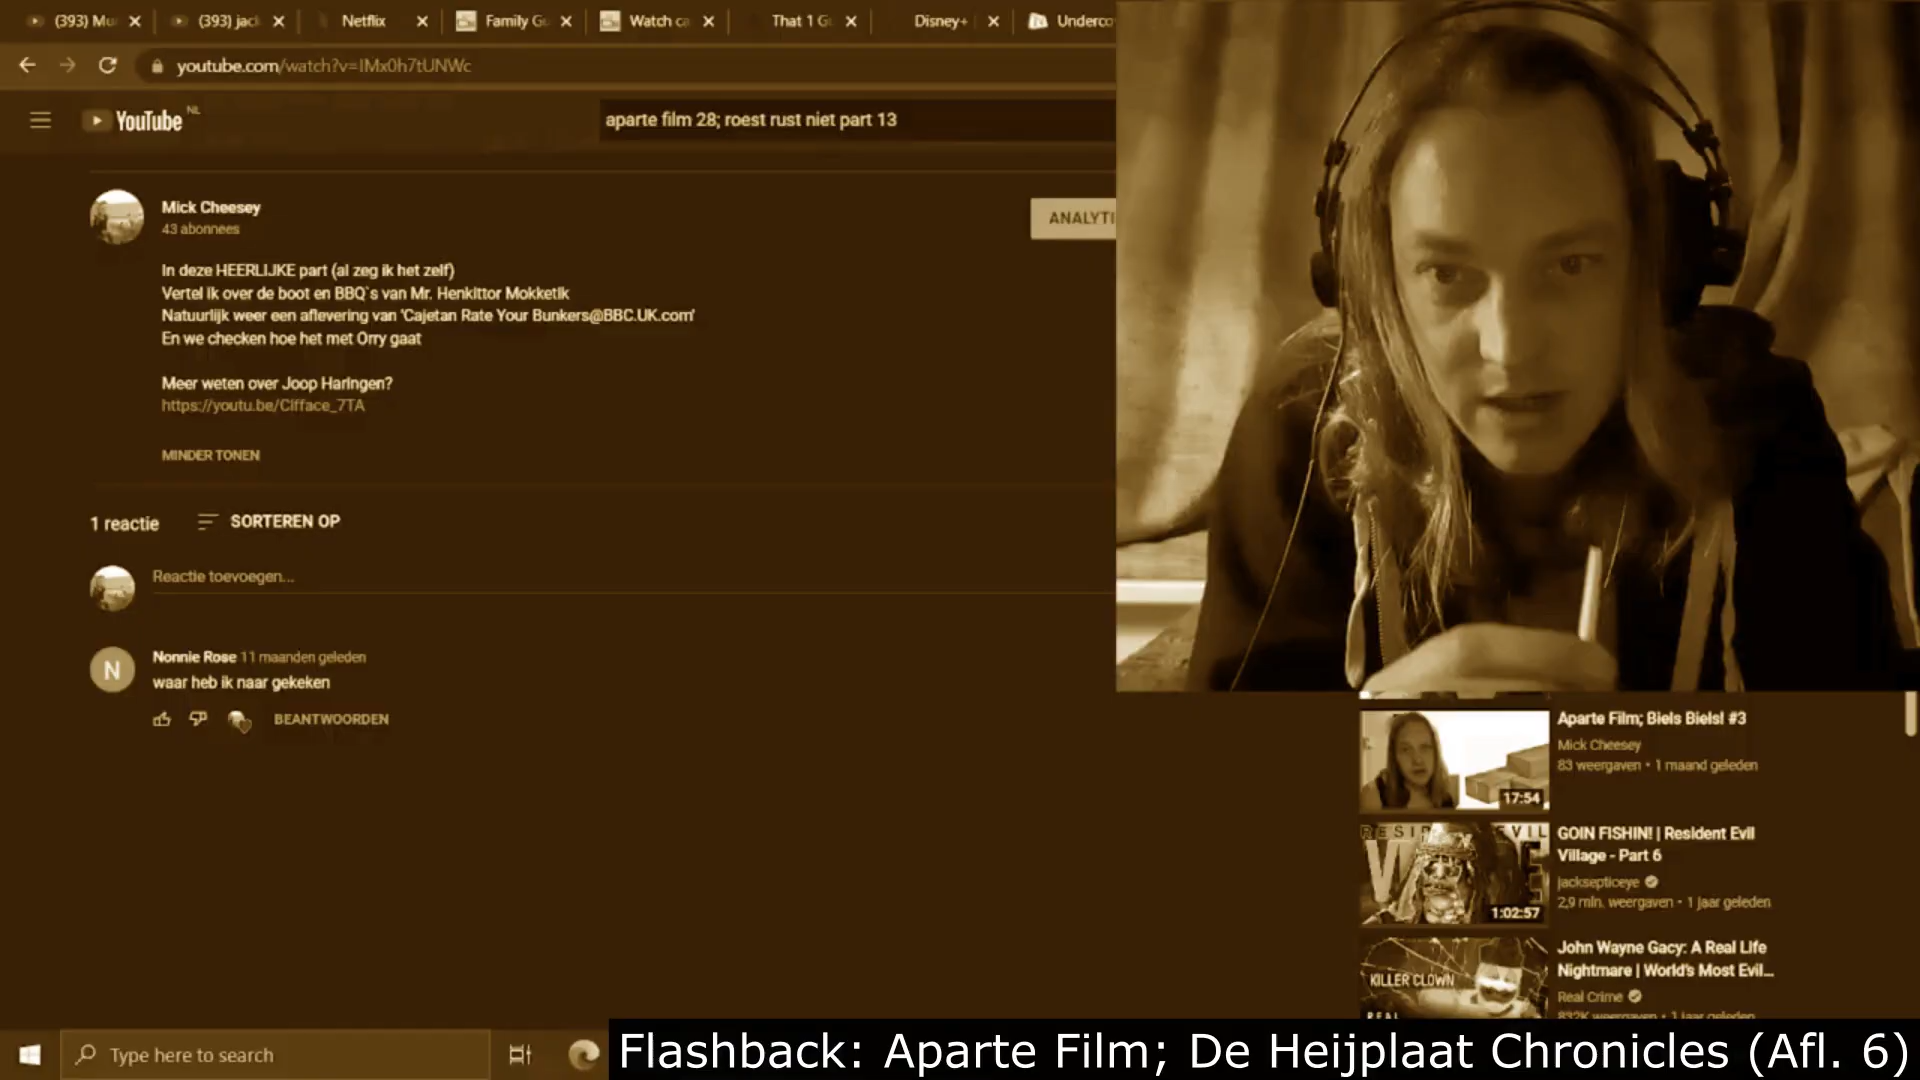 (393) Mu
(393) jac
Netflix
Family G
Watch ca
That 1 G
Disney+
Underco
youtube.com/watch?v=IMx0h7tUNWc
YouTube NL
aparte film 28; roest rust niet part 13
Mick Cheesey
43 abonnees
ANALYTI
In deze HEERLIJKE part (al zeg ik het zelf)
Vertel ik over de boot en BBQ`s van Mr. Henkittor Mokketik
Natuurlijk weer een aflevering van 'Cajetan Rate Your Bunkers@BBC.UK.com'
En we checken hoe het met Orry gaat
Meer weten over Joop Haringen?
https://youtu.be/Cifface_7TA
MINDER TONEN
1 reactie
SORTEREN OP
Reactie toevoegen...
N
Nonnie Rose 11 maanden geleden
waar heb ik naar gekeken
BEANTWOORDEN
Aparte Film; Biels Biels! #3
Mick Cheesey
83 weergaven • 1 maand geleden
17:54
GOIN FISHIN! | Resident Evil
Village - Part 6
jacksepticeye
2,9 mln. weergaven • 1 jaar geleden
1:02:57
John Wayne Gacy: A Real Life
Nightmare | World's Most Evil...
KILLER CLOWN
Real Crime
REAL
832K weergaven • 1 jaar geleden
Type here to search
Flashback: Aparte Film; De Heijplaat Chronicles (Afl. 6)